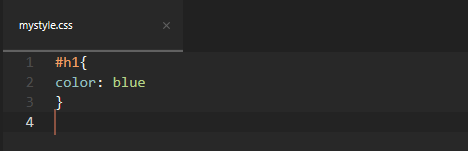 mystyle.css ×
1 #h1{
2 color: blue
3 }
4